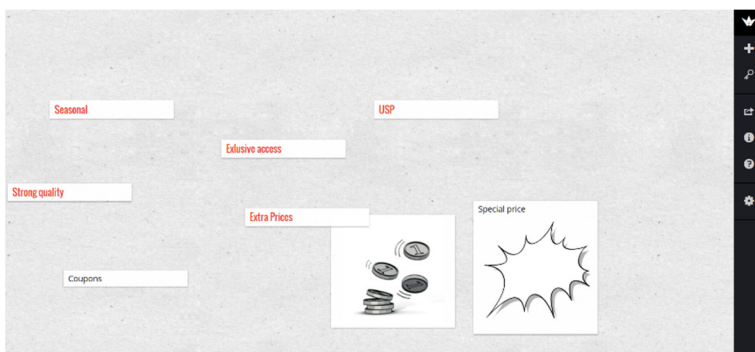 Seasonal
USP
Exlusive access
Strong quality
Extra Prices
Special price
Coupons